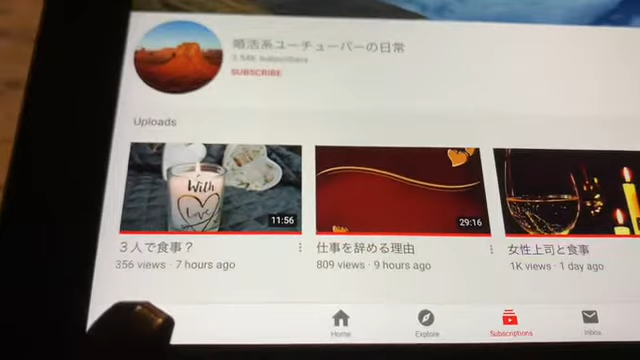 婚活系ユーチューバーの日常
3.54K subscribers
SUBSCRIBE
Uploads
With
Love
11:56
29:16
３人で食事？
356 views · 7 hours ago
仕事を辞める理由
809 views · 9 hours ago
女性上司と食事
1K views · 1 day ago
Home
Explore
Subscriptions
Inbox